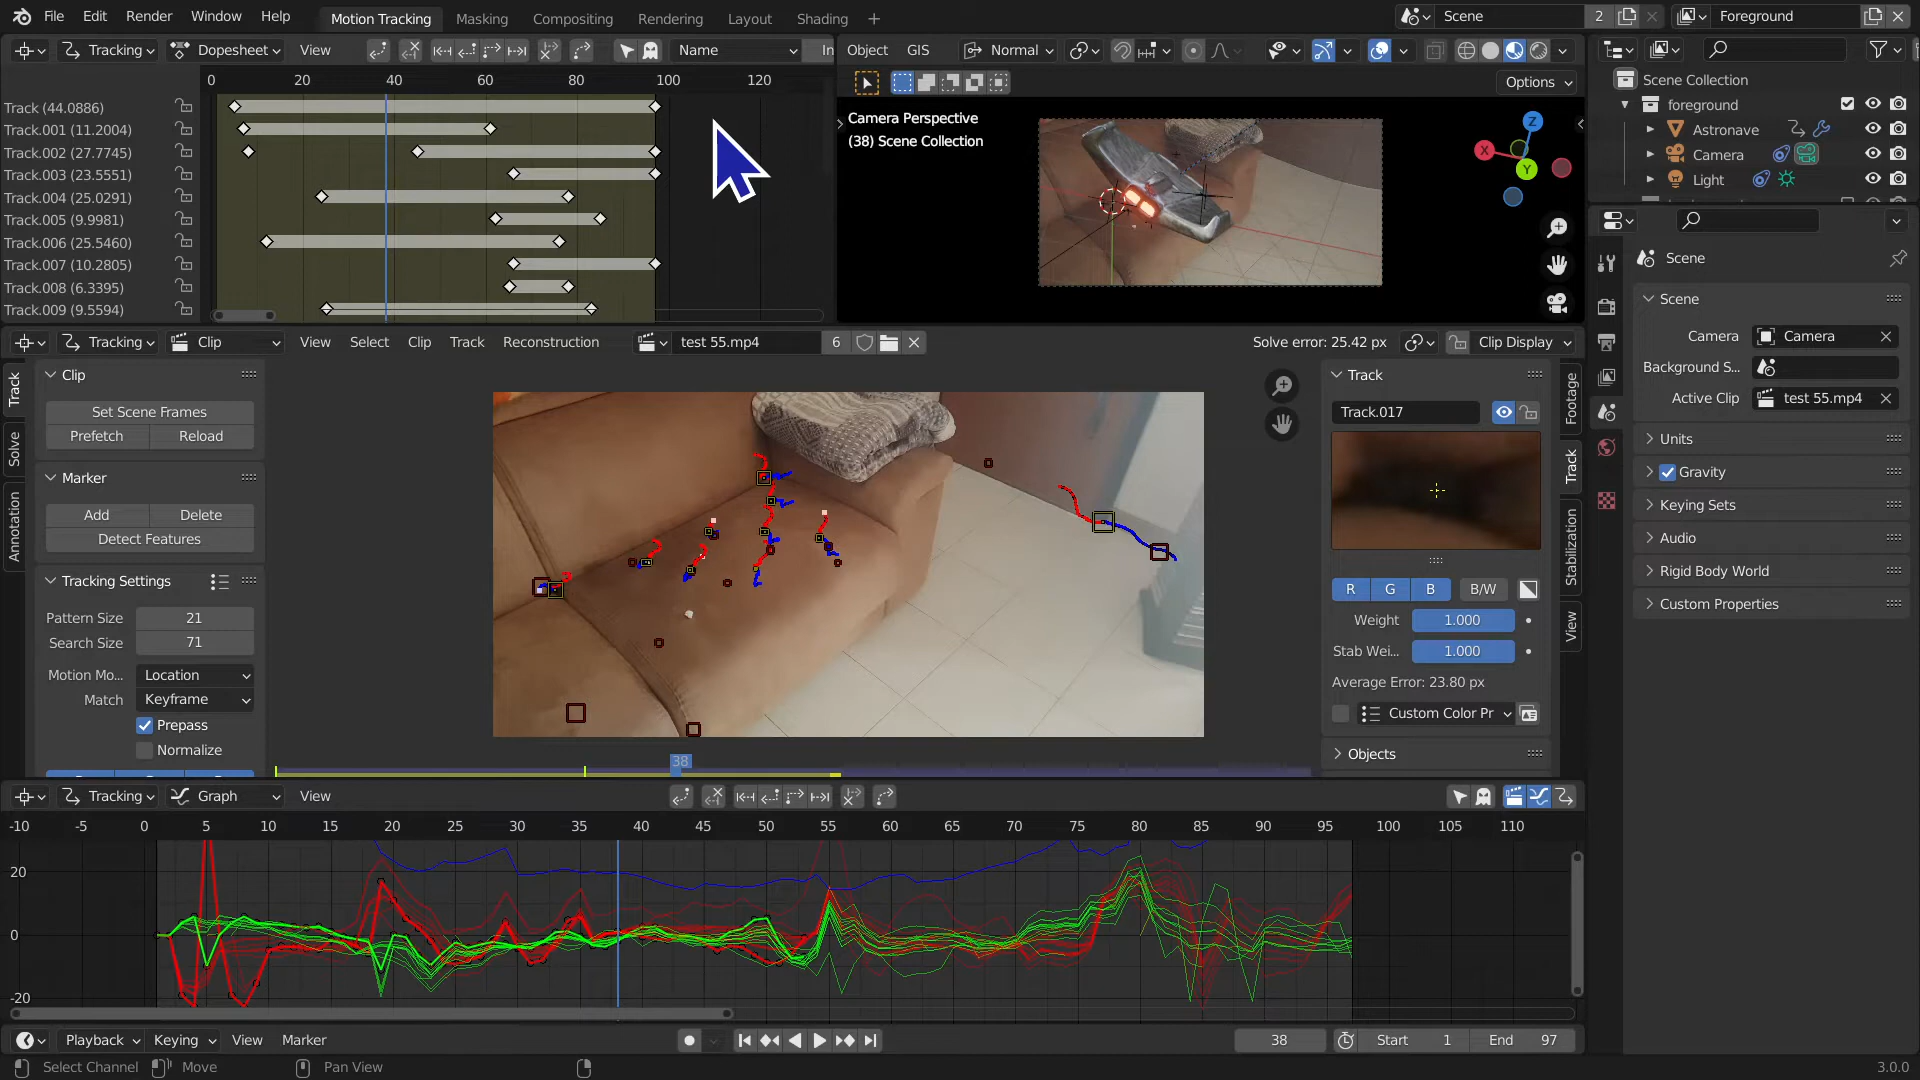 File Edit Render Window Help Motion Tracking Masking Compositing Rendering Layout Shading + Scene 2 Foreground
Tracking Dopesheet View Name In
0 20 40 60 80 100 120
Track (44.0886)
Track.001 (11.2004)
Track.002 (27.7745)
Track.003 (23.5551)
Track.004 (25.0291)
Track.005 (9.9981)
Track.006 (25.5460)
Track.007 (10.2805)
Track.008 (6.3395)
Track.009 (9.5594)
Object GIS Normal
Options
Camera Perspective
(38) Scene Collection
Z
X
Y
Scene Collection
foreground
Astronave
Camera
Light
Scene
Scene
Camera Camera
Background S...
Active Clip test 55.mp4
Units
Gravity
Keying Sets
Audio
Rigid Body World
Custom Properties
Tracking Clip View Select Clip Track Reconstruction test 55.mp4 6 Solve error: 25.42 px Clip Display
Track
Solve
Annotation
Clip
Set Scene Frames
Prefetch Reload
Marker
Add Delete
Detect Features
Tracking Settings
Pattern Size 21
Search Size 71
Motion Mo... Location
Match Keyframe
Prepass
Normalize
38
Track
Track.017
R G B B/W
Weight 1.000
Stab Wei... 1.000
Average Error: 23.80 px
Custom Color Pr
Objects
Footage
Track
Stabilization
View
Tracking Graph View
-10 -5 0 5 10 15 20 25 30 35 40 45 50 55 60 65 70 75 80 85 90 95 100 105 110
20
0
-20
Playback Keying View Marker 38 Start 1 End 97
Select Channel Move Pan View 3.0.0